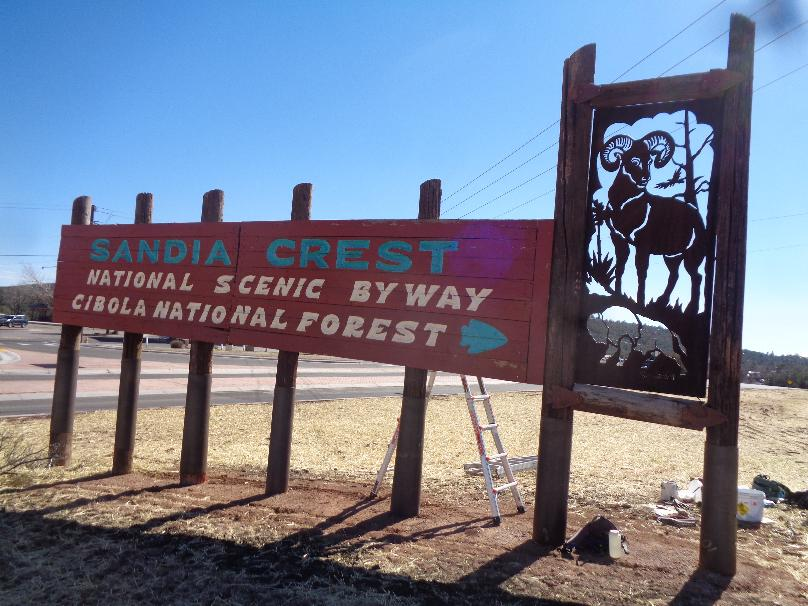 SANDIA CREST
NATIONAL SCENIC BYWAY
CIBOLA NATIONAL FOREST